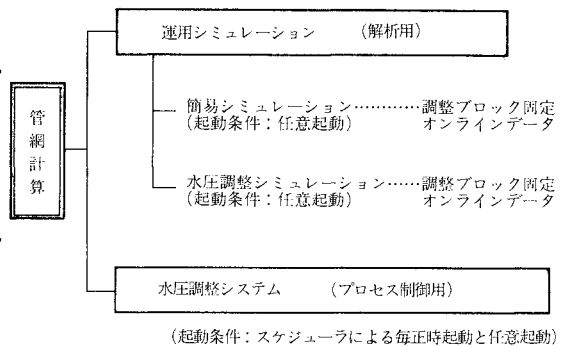 管網計算
運用シミュレーション　（解析用）
簡易シミュレーション…………調整ブロック固定
（起動条件：任意起動）　オンラインデータ
水圧調整シミュレーション……調整ブロック固定
（起動条件：任意起動）　オンラインデータ
水圧調整システム　（プロセス制御用）
（起動条件：スケジューラによる毎正時起動と任意起動）